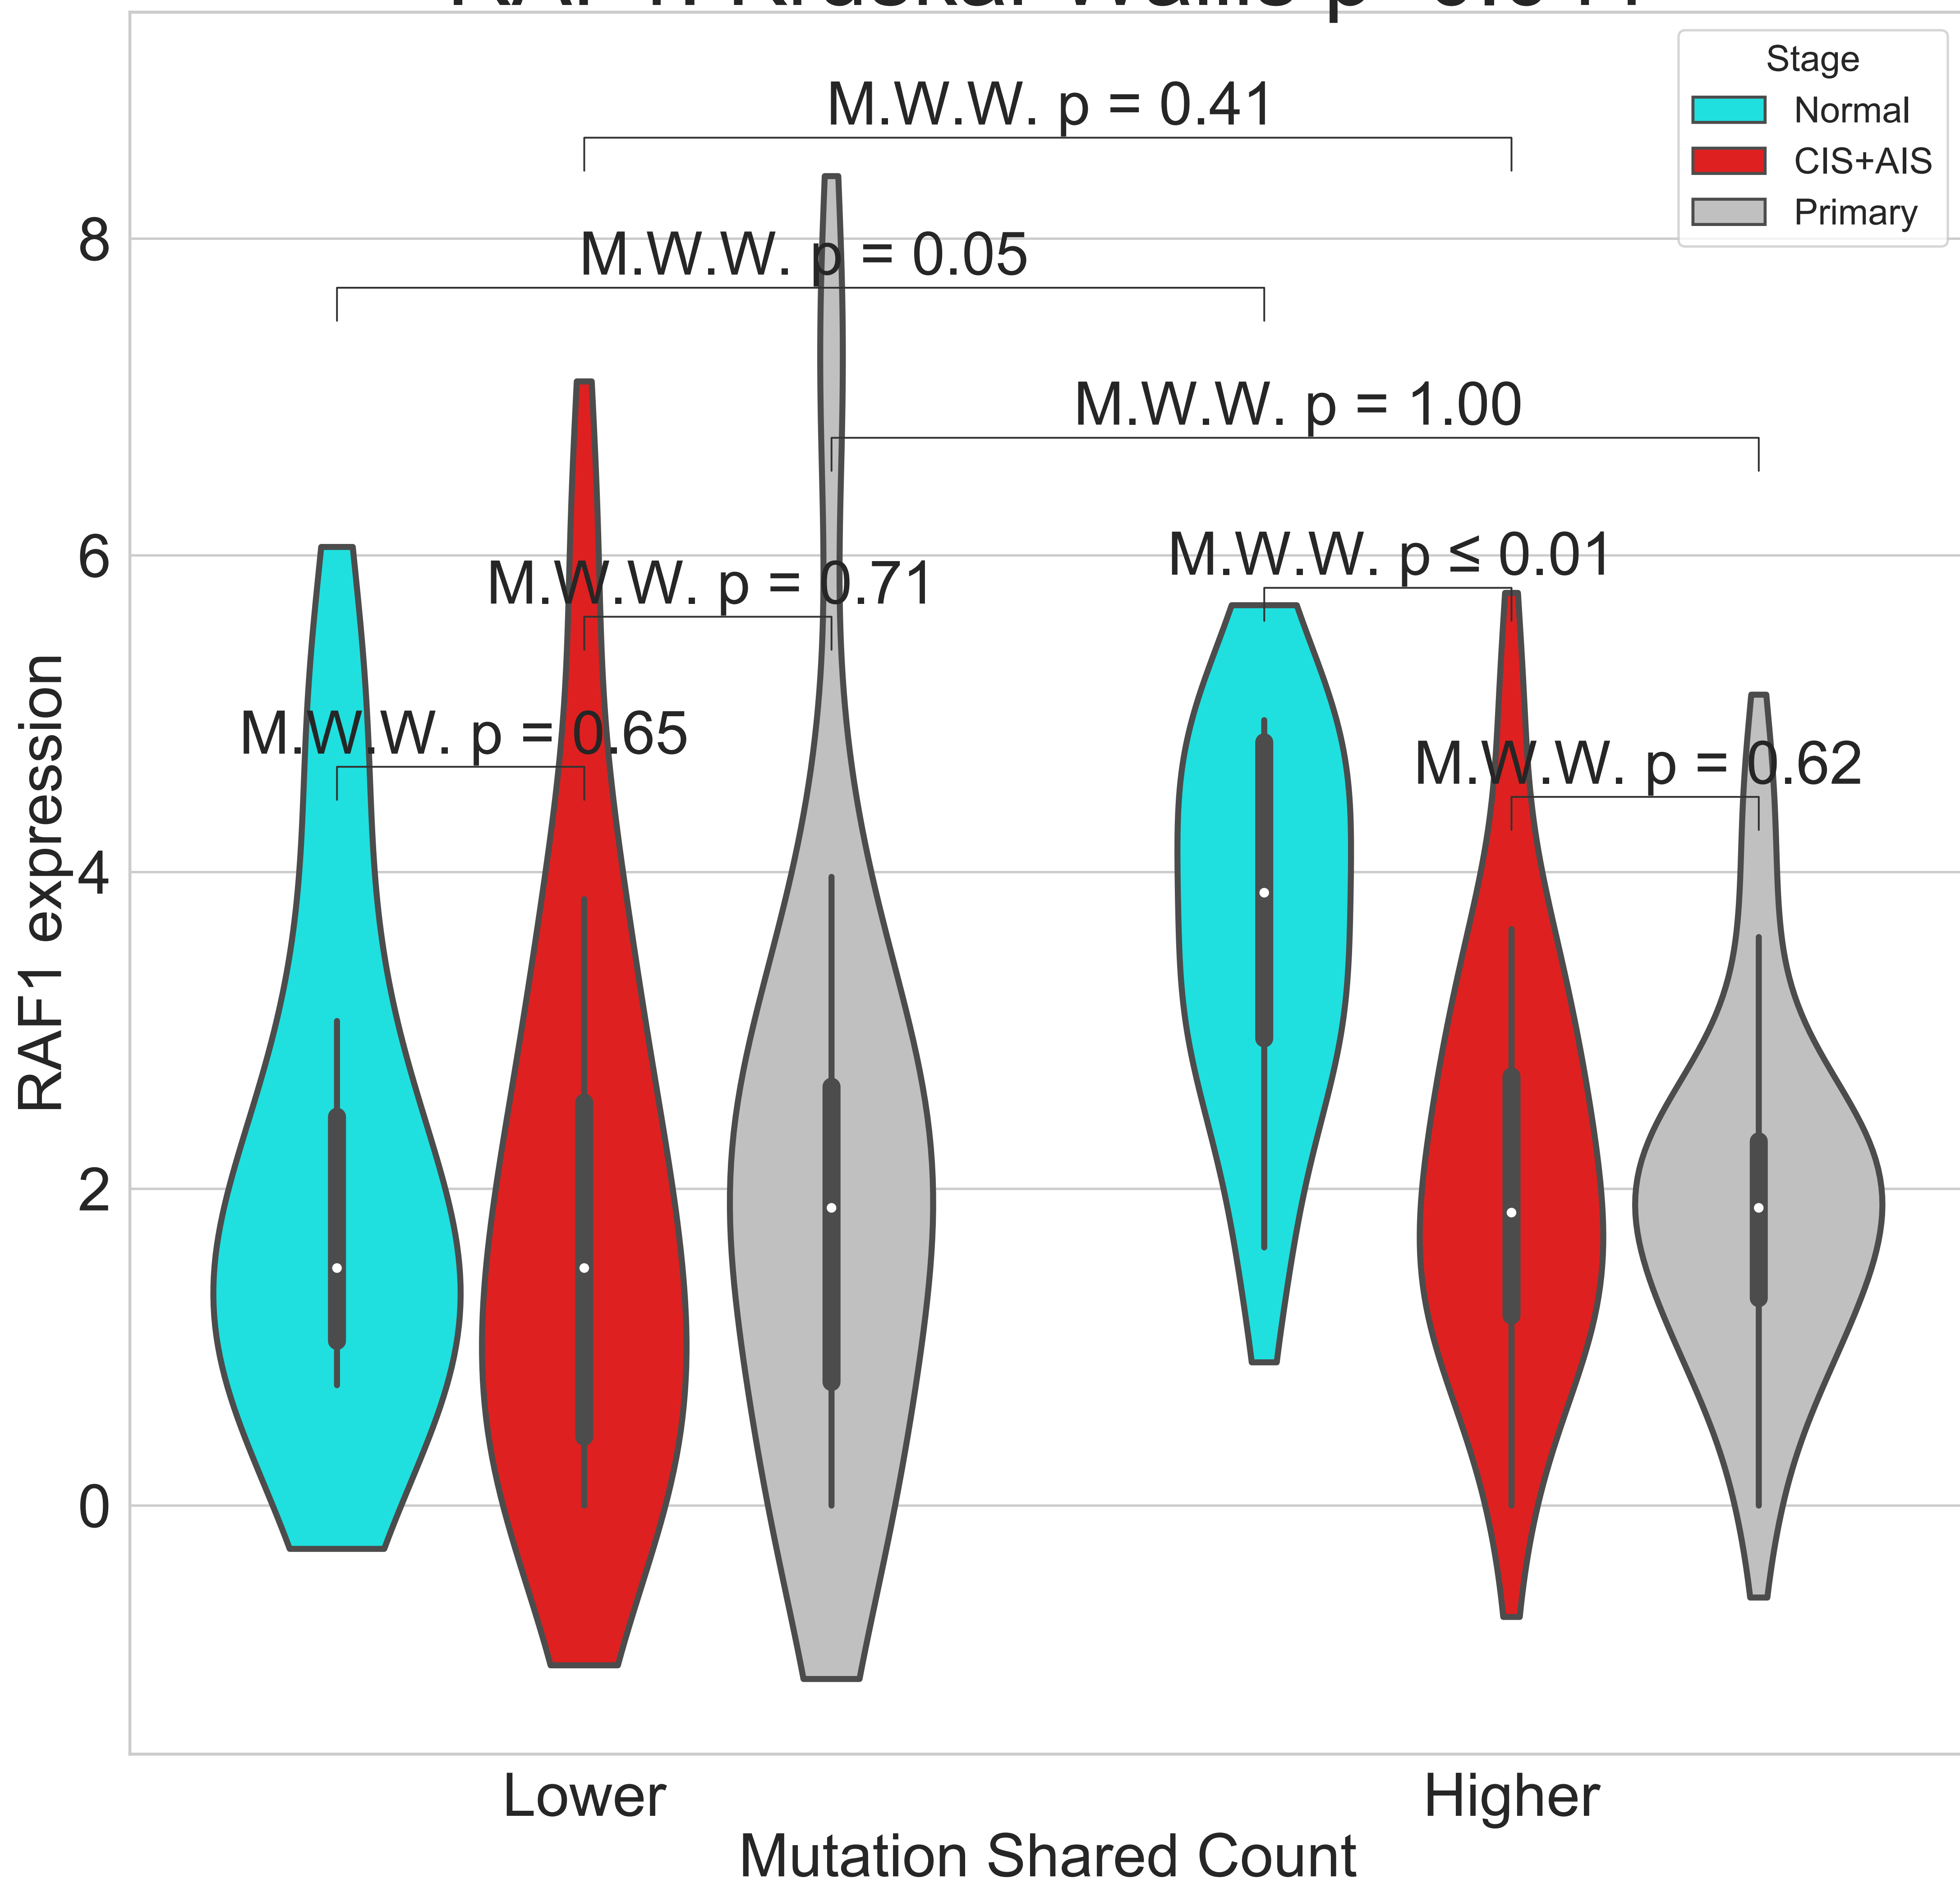 Stage
Normal
CIS+AIS
Primary
M.W.W. p = 0.41
M.W.W. p = 0.05
M.W.W. p = 1.00
M.W.W. p ≤ 0.01
M.W.W. p = 0.71
M.W.W. p = 0.65
M.W.W. p = 0.62
8
6
4
2
0
RAF1 expression
Lower
Higher
Mutation Shared Count